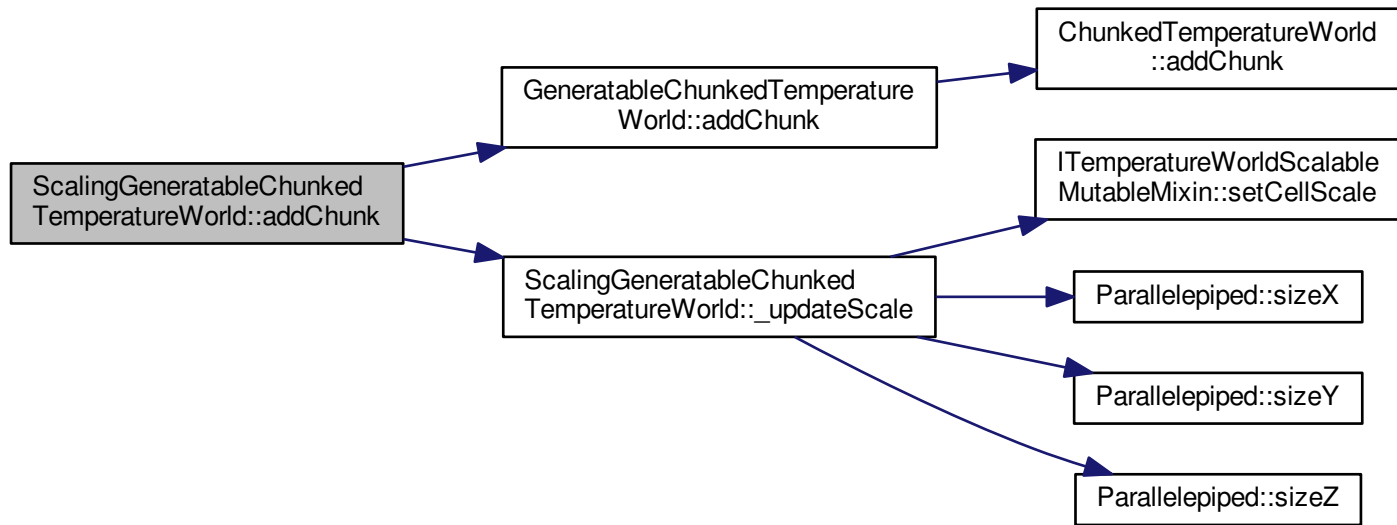 ScalingGeneratableChunked
TemperatureWorld::addChunk
GeneratableChunkedTemperature
World::addChunk
ChunkedTemperatureWorld
::addChunk
ScalingGeneratableChunked
TemperatureWorld::_updateScale
ITemperatureWorldScalable
MutableMixin::setCellScale
Parallelepiped::sizeX
Parallelepiped::sizeY
Parallelepiped::sizeZ